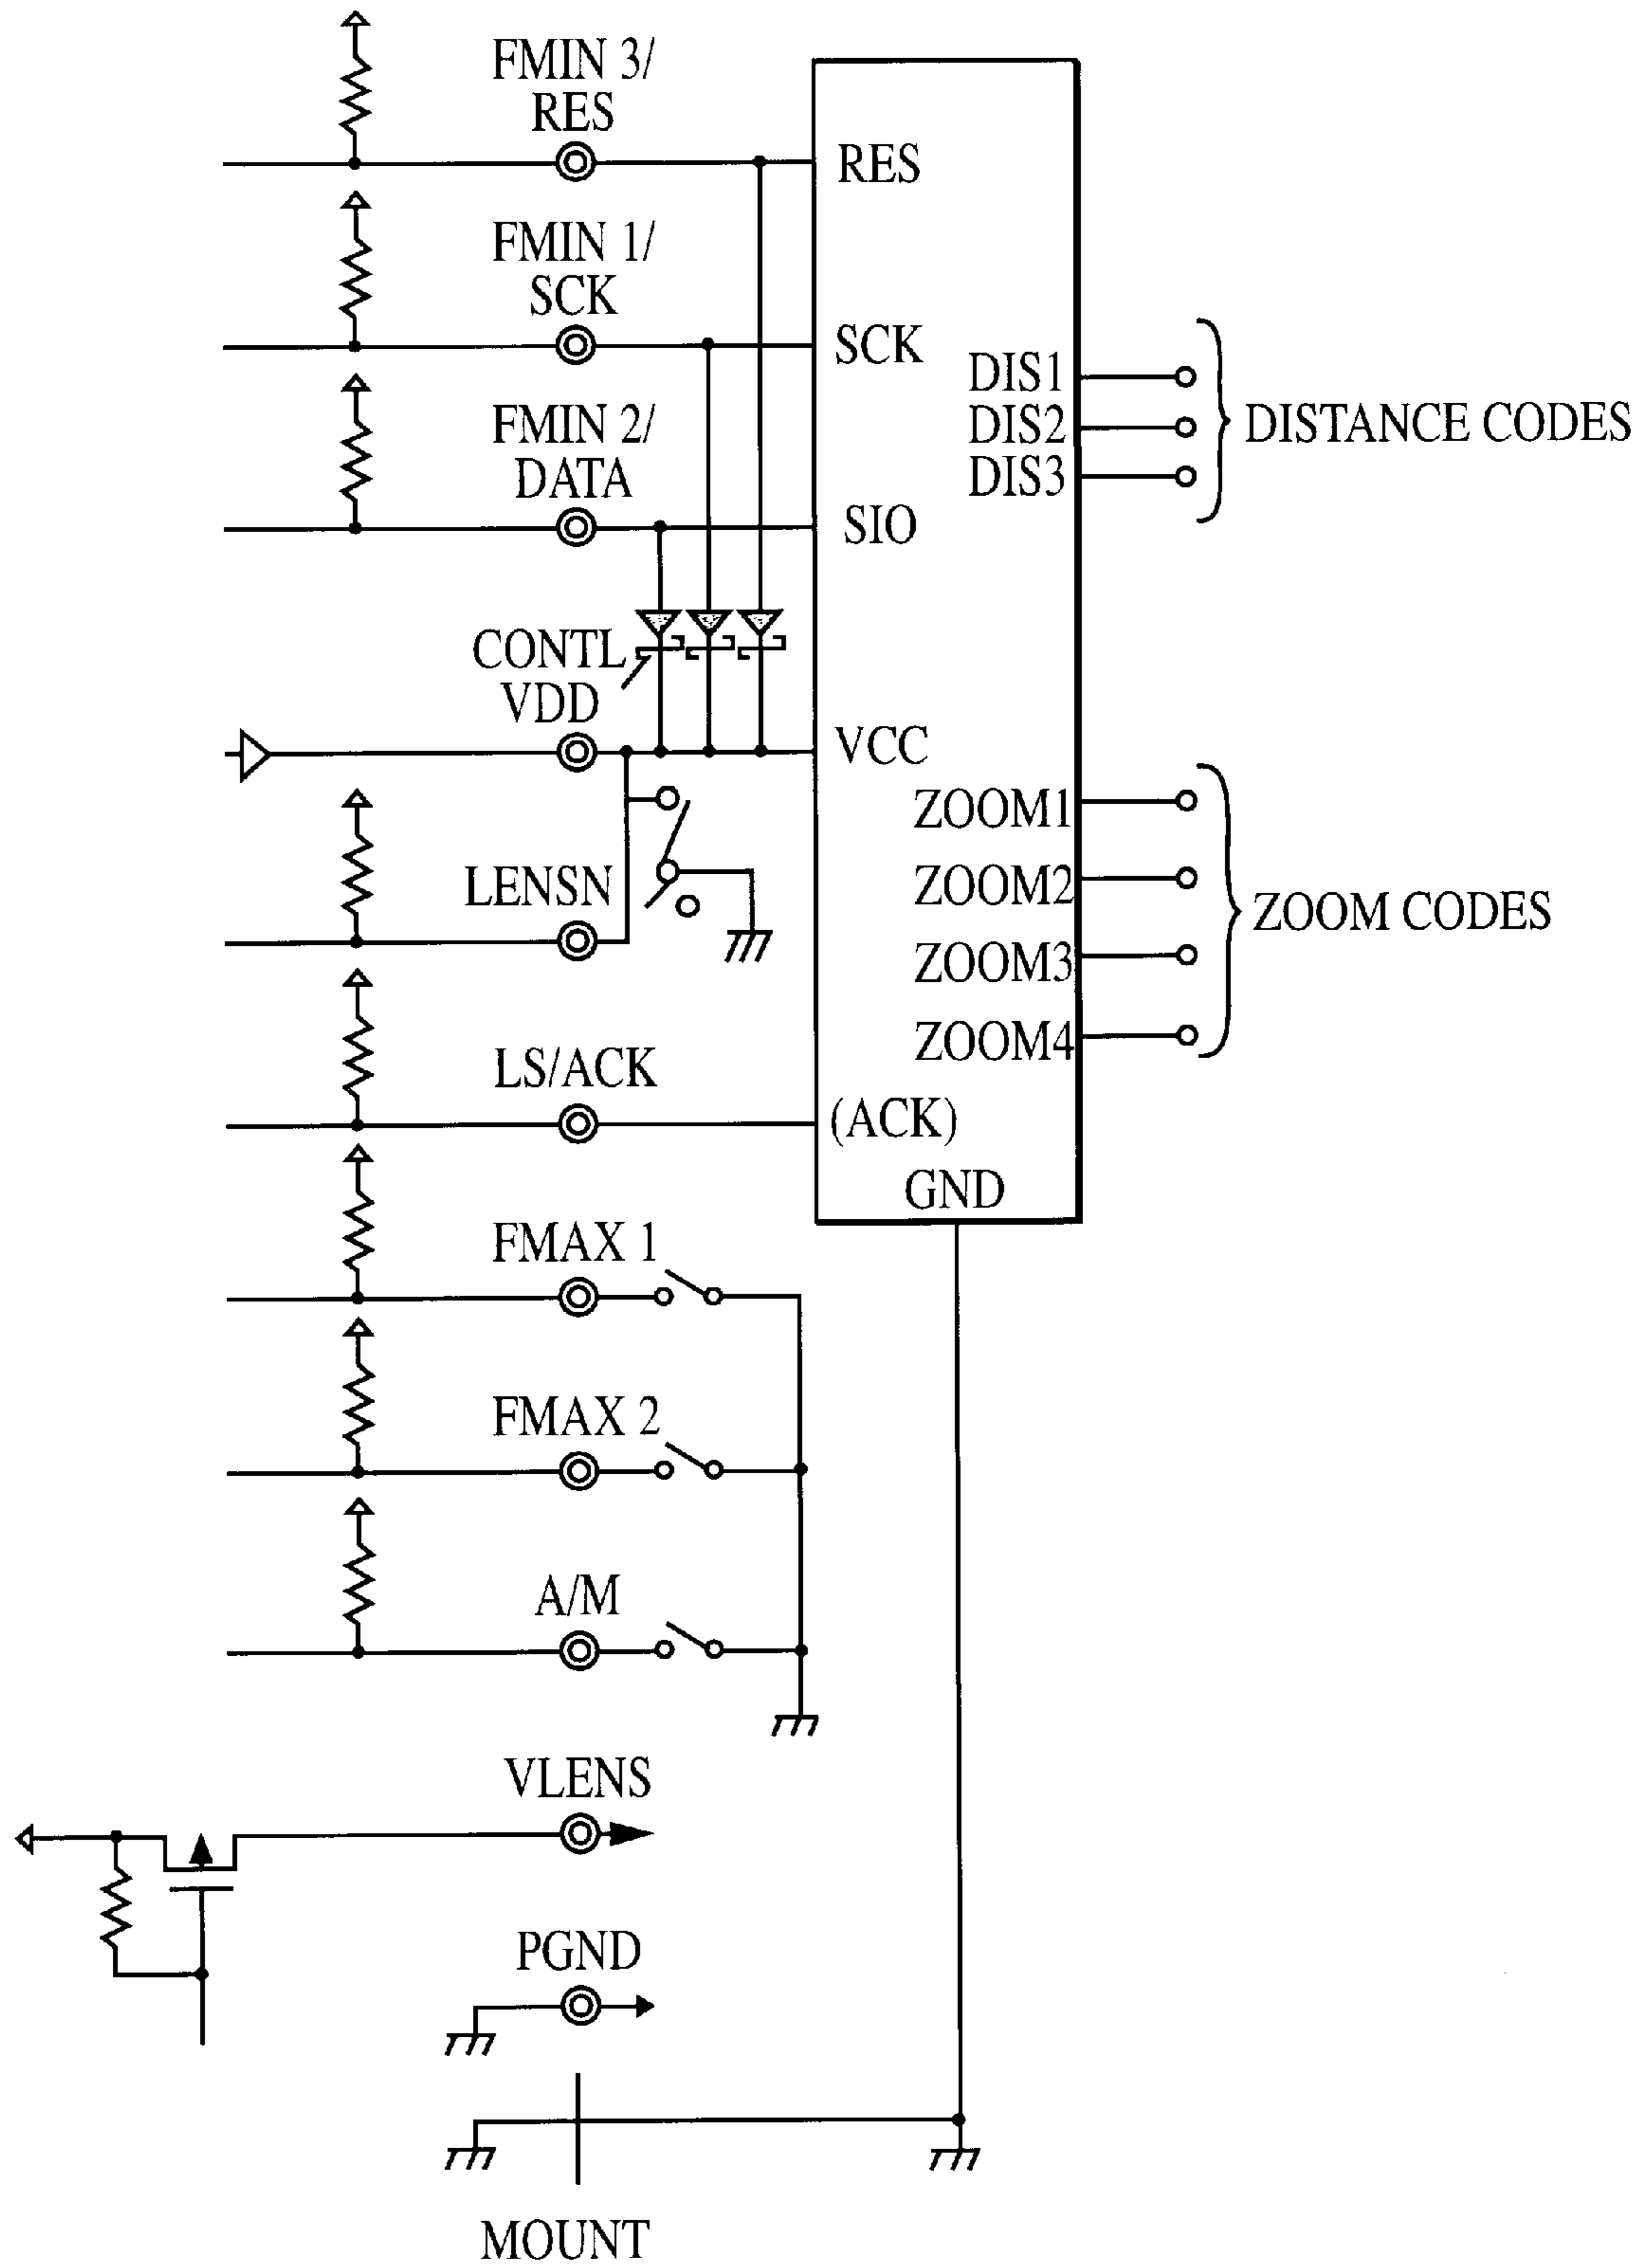 FMIN 3/
RES
RES
FMIN 1/
SCK
SCK
DIS1
DIS2
DIS3
DISTANCE CODES
FMIN 2/
DATA
SIO
CONTL
VDD
VCC
ZOOM1
ZOOM2
ZOOM3
ZOOM4
ZOOM CODES
LENSN
LS/ACK
(ACK)
GND
FMAX 1
FMAX 2
A/M
VLENS
PGND
MOUNT